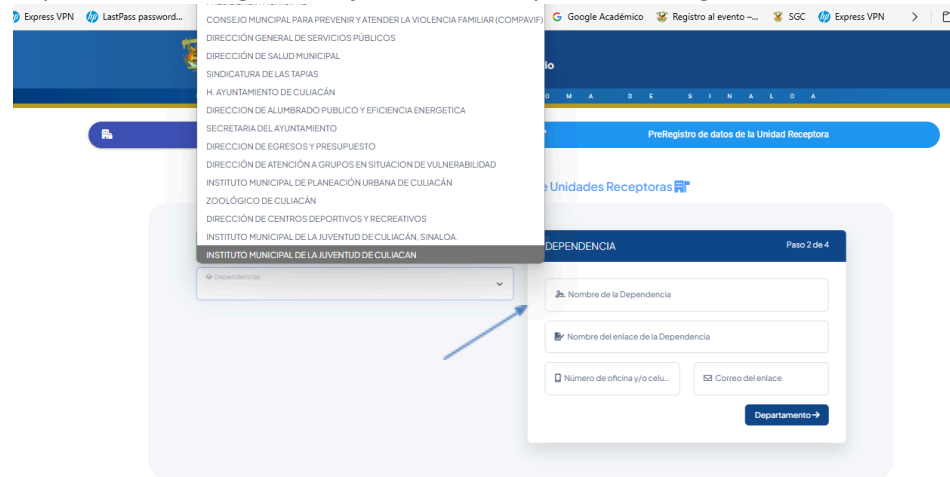 Express VPN
LastPass password...
Google Académico
Registro al evento –...
SGC
Express VPN
CONSEJO MUNCIPAL PARA PREVENIR Y ATENDER LA VIOLENCIA FAMILIAR (COMPAVIF)
DIRECCIÓN GENERAL DE SERVICIOS PÚBLICOS
DIRECCIÓN DE SALUD MUNICIPAL
SINDICATURA DE LAS TAPIAS
H. AYUNTAMIENTO DE CULIACÁN
DIRECCION DE ALUMBRADO PUBLICO Y EFICIENCIA ENERGETICA
SECRETARIA DEL AYUNTAMIENTO
DIRECCION DE EGRESOS Y PRESUPUESTO
DIRECCIÓN DE ATENCIÓN A GRUPOS EN SITUACION DE VULNERABILIDAD
INSTITUTO MUNICIPAL DE PLANEACIÓN URBANA DE CULIACÁN
ZOOLÓGICO DE CULIACÁN
DIRECCIÓN DE CENTROS DEPORTIVOS Y RECREATIVOS
INSTITUTO MUNICIPAL DE LA JUVENTUD DE CULIACÁN, SINALOA.
INSTITUTO MUNICIPAL DE LA JUVENTUD DE CULIACAN
io
O M A D E S I N A L O A
PreRegistro de datos de la Unidad Receptora
Unidades Receptoras
Dependencias
DEPENDENCIA
Paso 2 de 4
Nombre de la Dependencia
Nombre del enlace de la Dependencia
Número de oficina y/o celu...
Correo del enlace
Departamento →